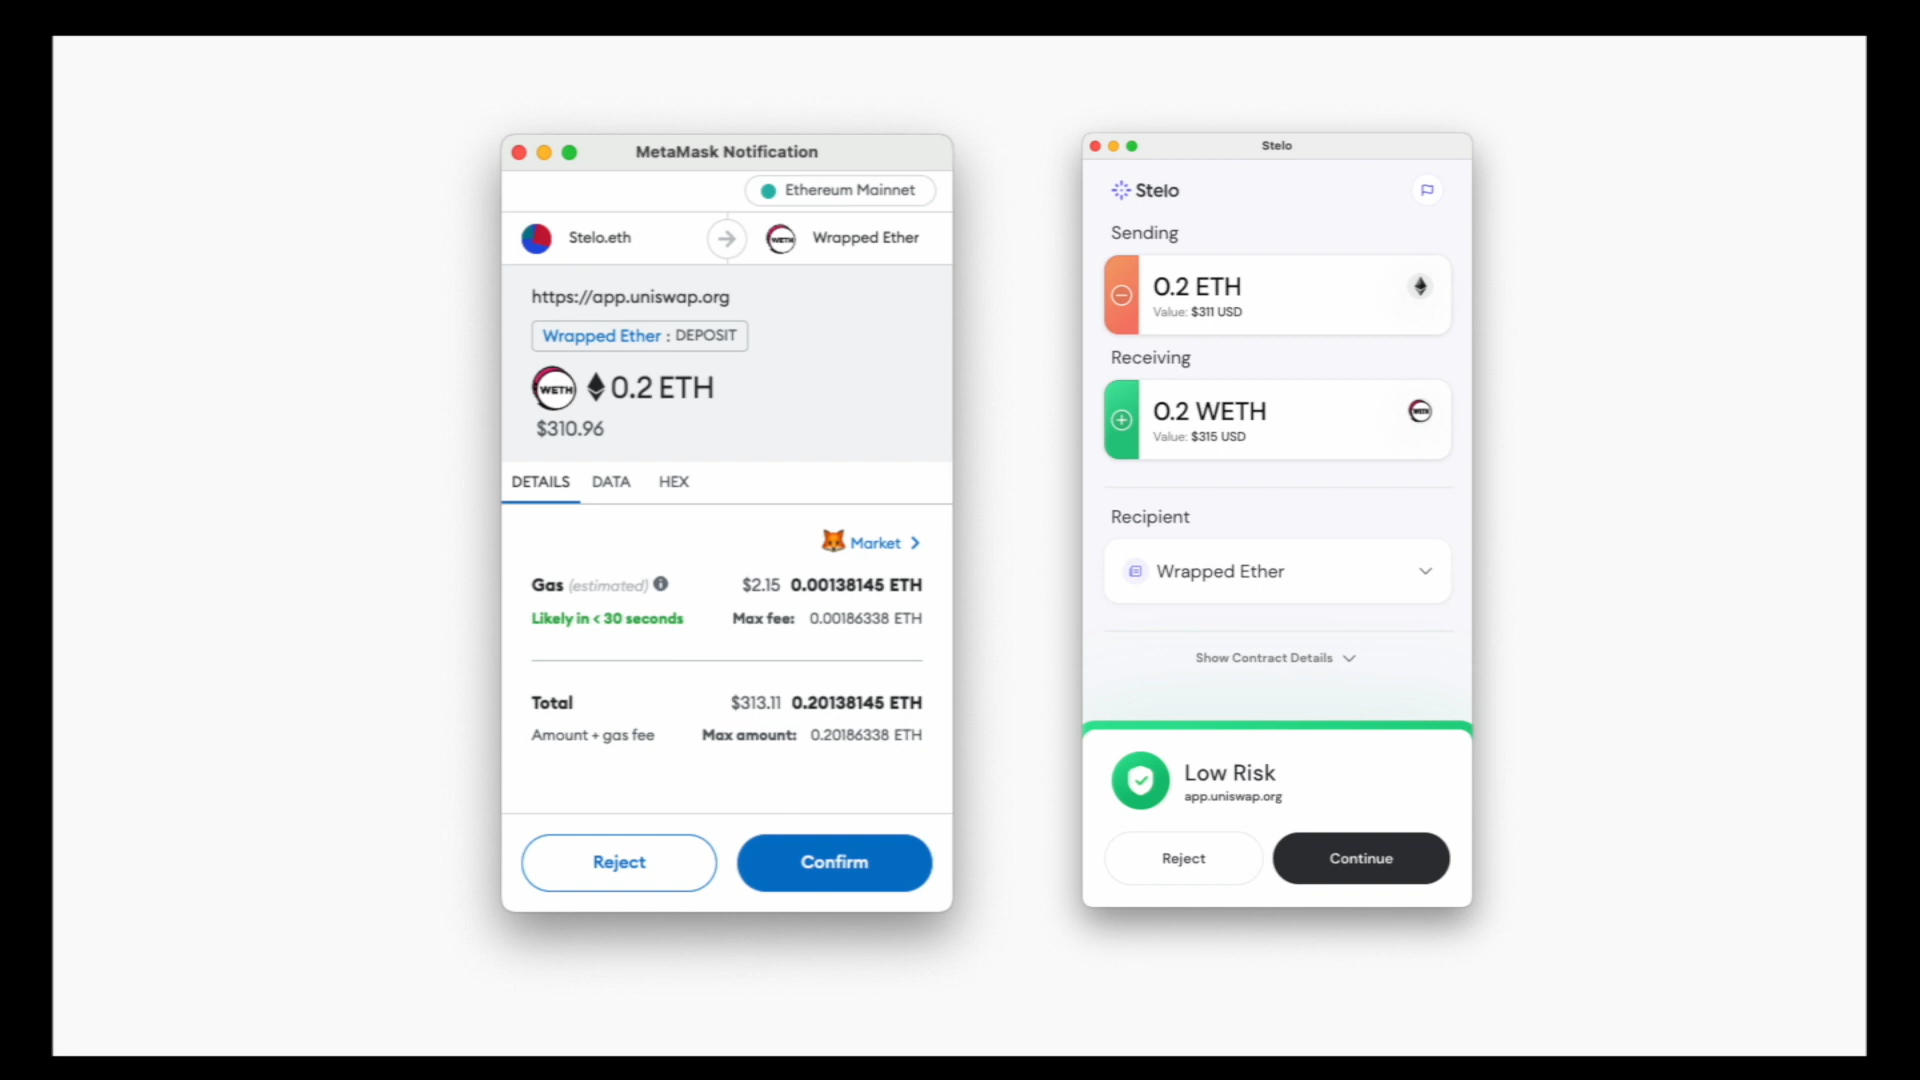 MetaMask Notification
Ethereum Mainnet
Stelo.eth
WETH
Wrapped Ether
https://app.uniswap.org
Wrapped Ether : DEPOSIT
WETH
0.2 ETH
$310.96
DETAILS DATA HEX
Market
Gas (estimated) $2.15 0.00138145 ETH
Likely in < 30 seconds Max fee: 0.00186338 ETH
Total $313.11 0.20138145 ETH
Amount + gas fee Max amount: 0.20186338 ETH
Reject Confirm
Stelo
Stelo
Sending
0.2 ETH
Value: $311 USD
Receiving
0.2 WETH
WETH
Value: $315 USD
Recipient
Wrapped Ether
Show Contract Details
Low Risk
app.uniswap.org
Reject Continue